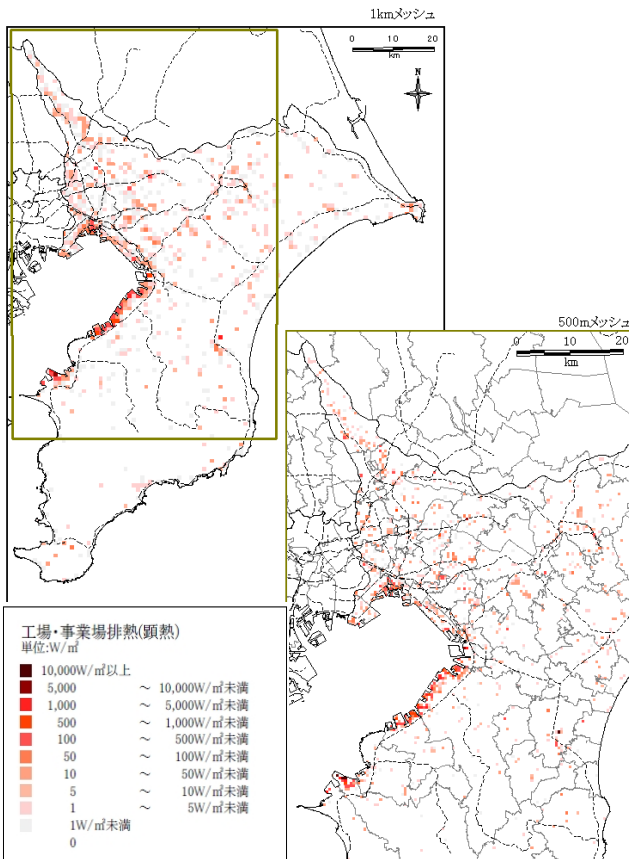 1kmメッシュ
0 10 20
km
N
500mメッシュ
0 10 20
km
工場・事業場排熱(顕熱)
単位:W/㎡
10,000W/㎡以上
5,000 ～ 10,000W/㎡未満
1,000 ～ 5,000W/㎡未満
500 ～ 1,000W/㎡未満
100 ～ 500W/㎡未満
50 ～ 100W/㎡未満
10 ～ 50W/㎡未満
5 ～ 10W/㎡未満
1 ～ 5W/㎡未満
1W/㎡未満
0